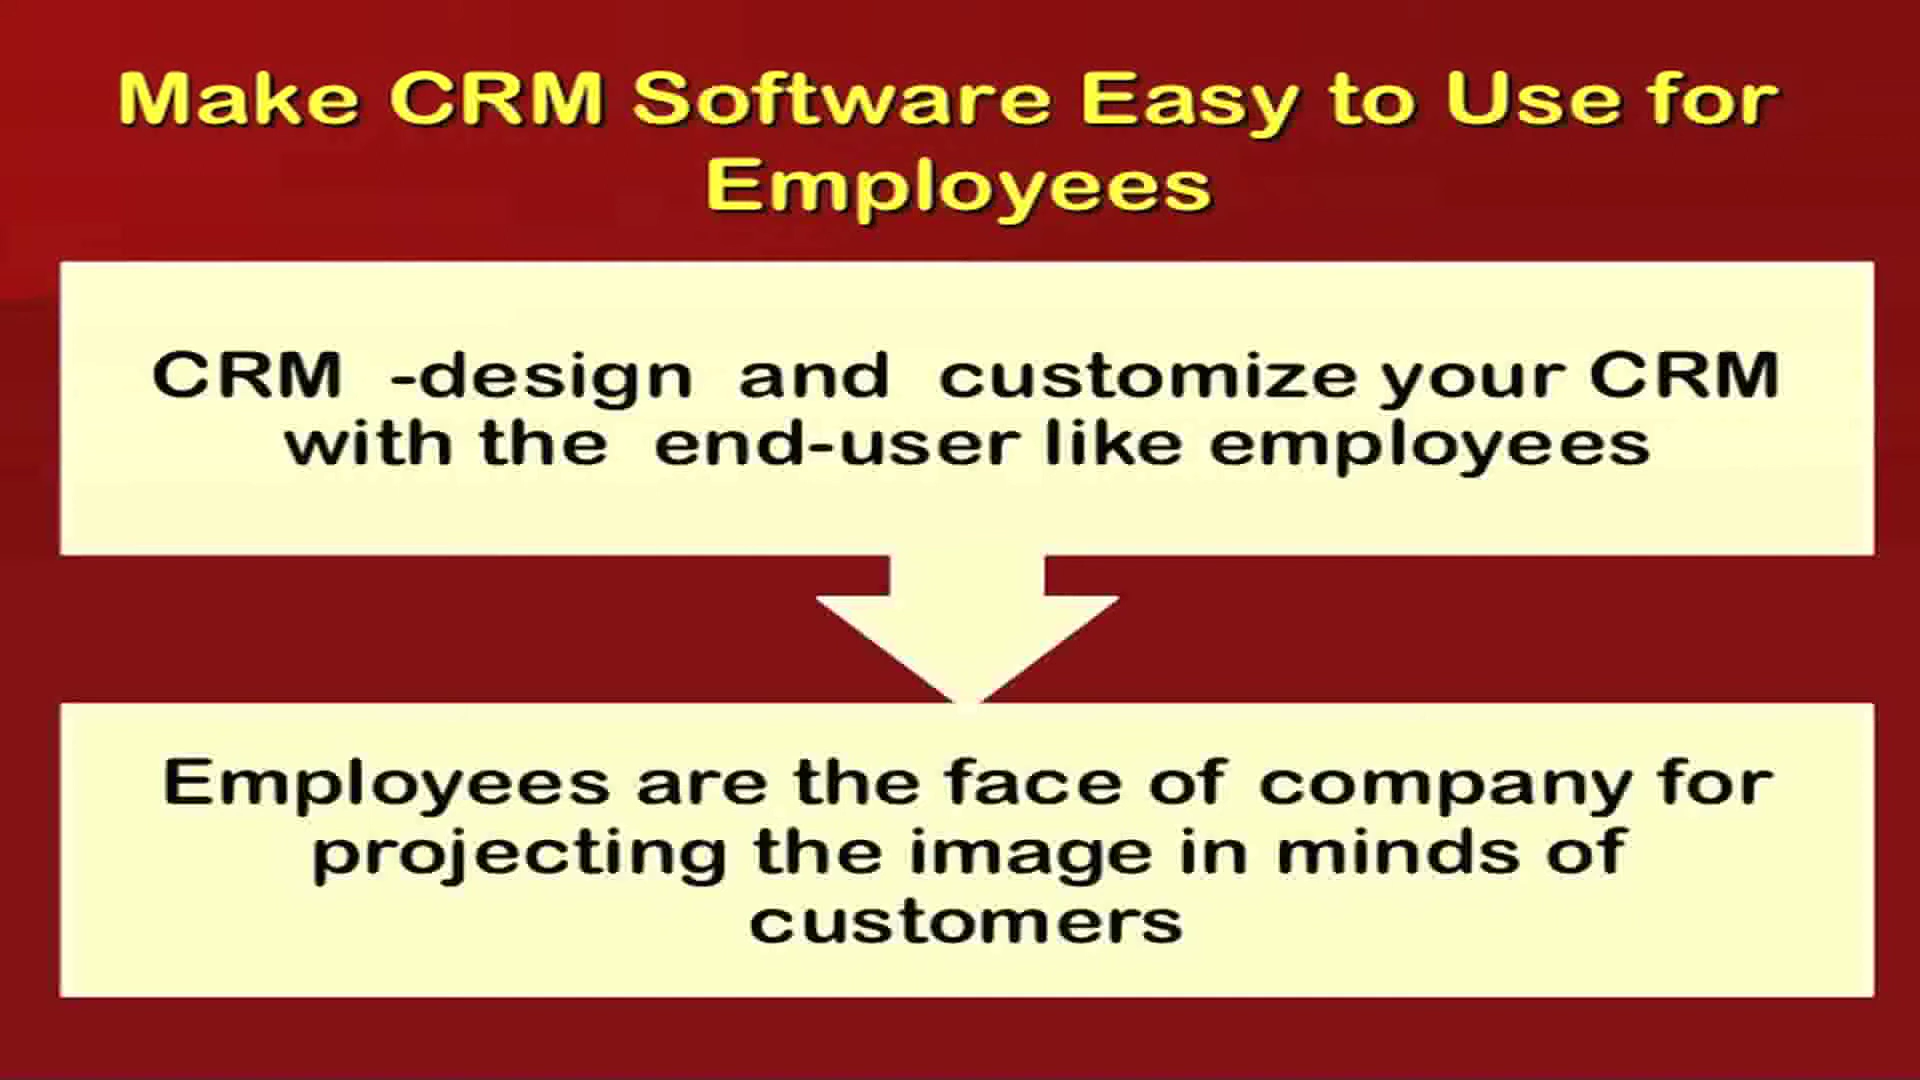 Make CRM Software Easy to Use for
Employees
CRM -design and customize your CRM
with the end-user like employees
Employees are the face of company for
projecting the image in minds of
customers